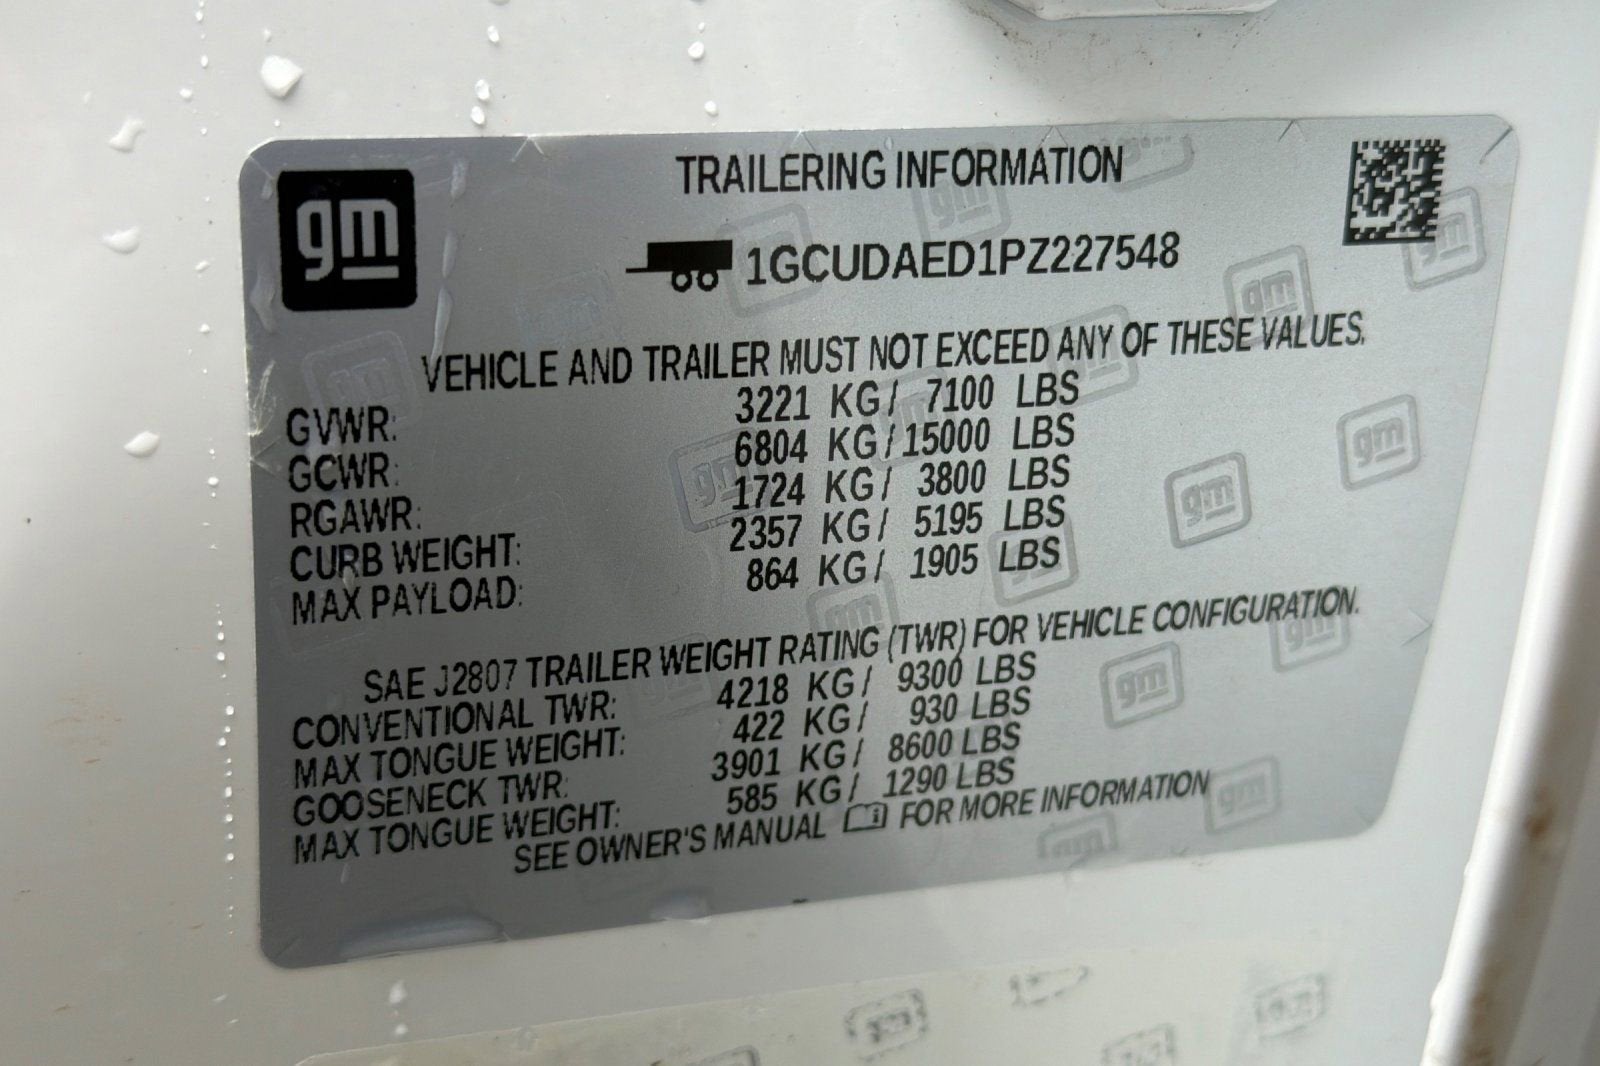 gm
TRAILERING INFORMATION
1GCUDAED1PZ227548
VEHICLE AND TRAILER MUST NOT EXCEED ANY OF THESE VALUES.
GVWR: 3221 KG/ 7100 LBS
GCWR: 6804 KG/15000 LBS
RGAWR: 1724 KG/ 3800 LBS
CURB WEIGHT: 2357 KG/ 5195 LBS
MAX PAYLOAD: 864 KG/ 1905 LBS
SAE J2807 TRAILER WEIGHT RATING (TWR) FOR VEHICLE CONFIGURATION.
CONVENTIONAL TWR: 4218 KG/ 9300 LBS
MAX TONGUE WEIGHT: 422 KG/ 930 LBS
GOOSENECK TWR: 3901 KG/ 8600 LBS
MAX TONGUE WEIGHT: 585 KG/ 1290 LBS
SEE OWNER'S MANUAL FOR MORE INFORMATION